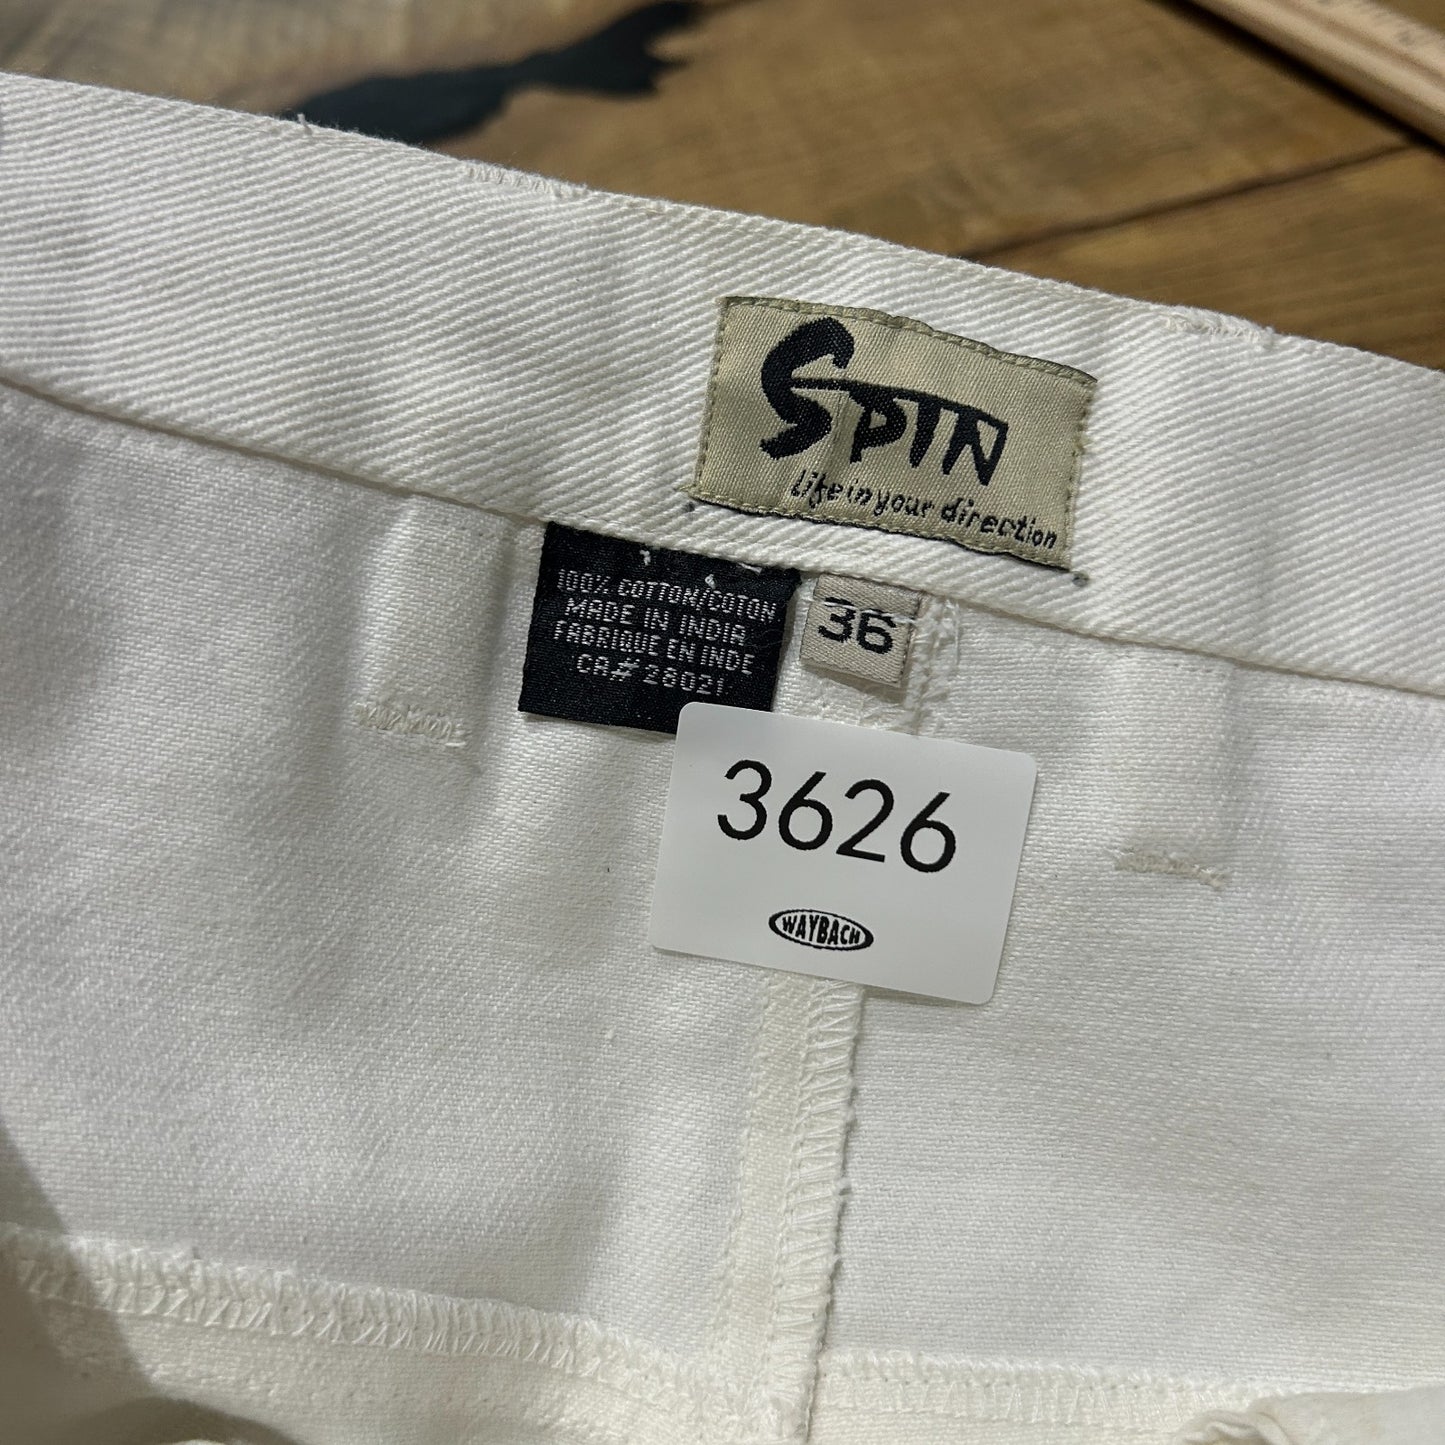 SPIN
Life in your direction
100% COTTON/COTON
MADE IN INDIA
FABRIQUE EN INDE
CA# 28021
36
3626
WAYBACH